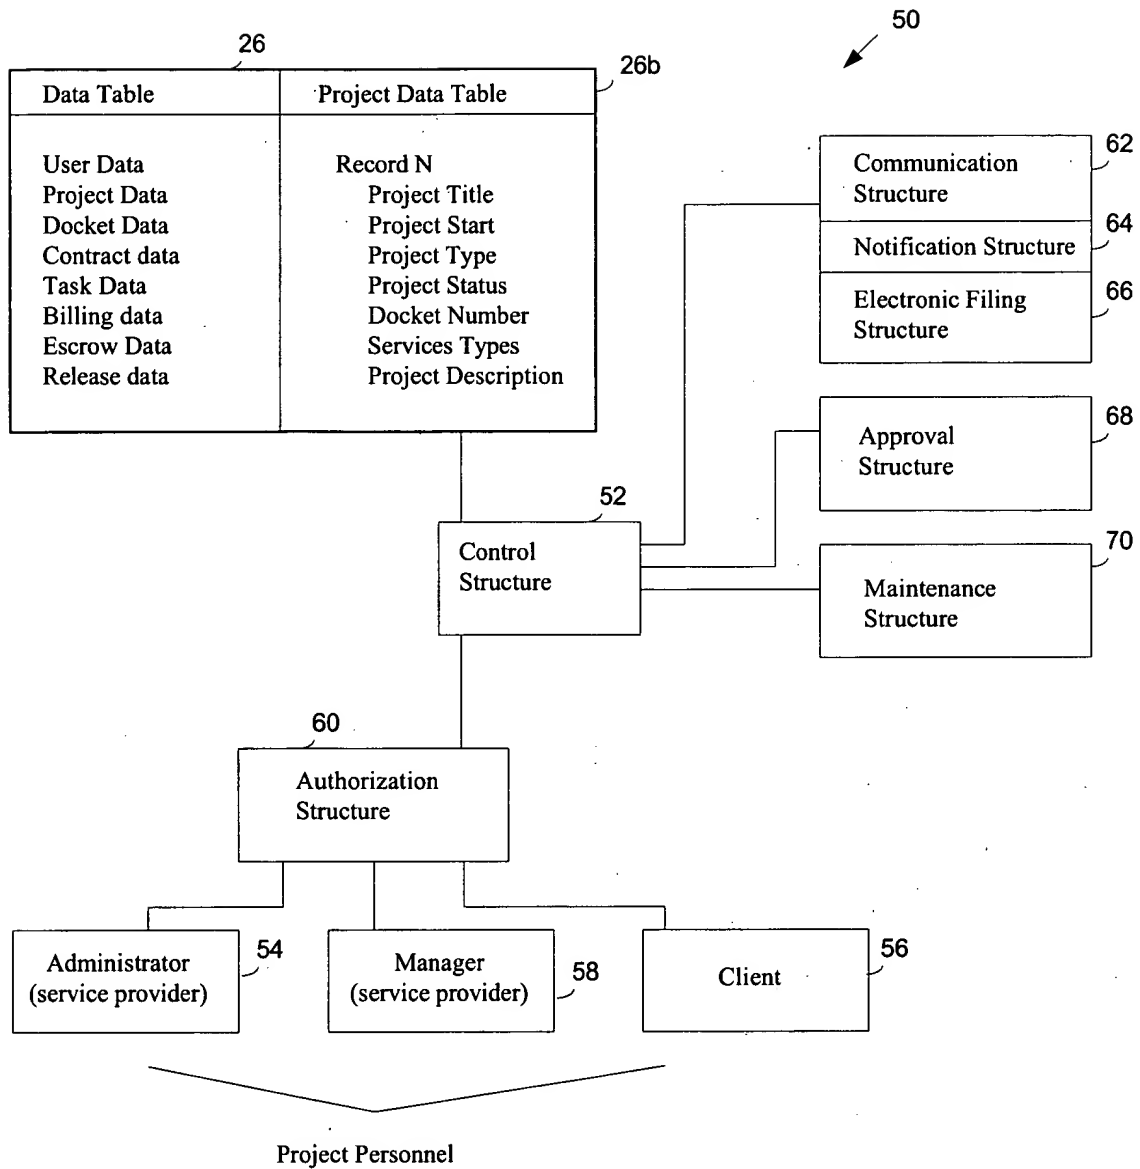 50
26
26b
Data Table
Project Data Table
User Data
Project Data
Docket Data
Contract data
Task Data
Billing data
Escrow Data
Release data
Record N
Project Title
Project Start
Project Type
Project Status
Docket Number
Services Types
Project Description
62
Communication
Structure
64
Notification Structure
66
Electronic Filing
Structure
68
Approval
Structure
52
Control
Structure
70
Maintenance
Structure
60
Authorization
Structure
Administrator
(service provider)
54
Manager
(service provider)
58
Client
56
Project Personnel